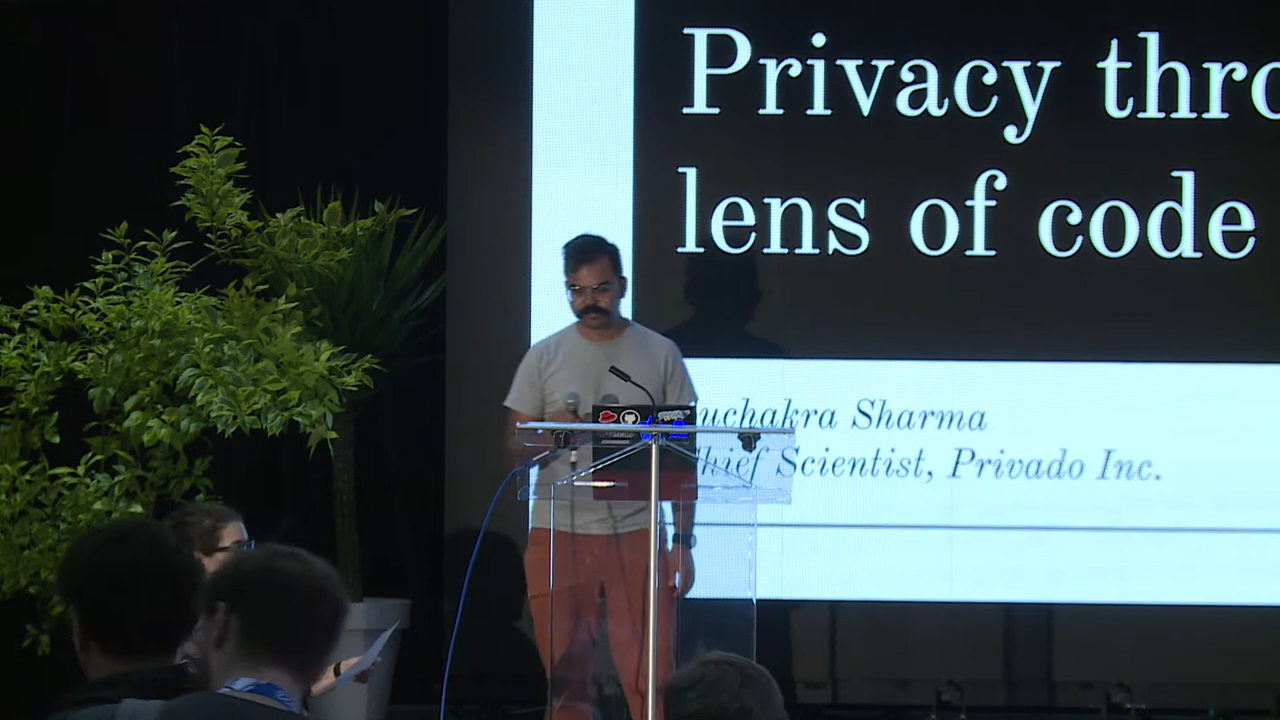 Privacy thro
lens of code
uchakra Sharma
hief Scientist, Privado Inc.